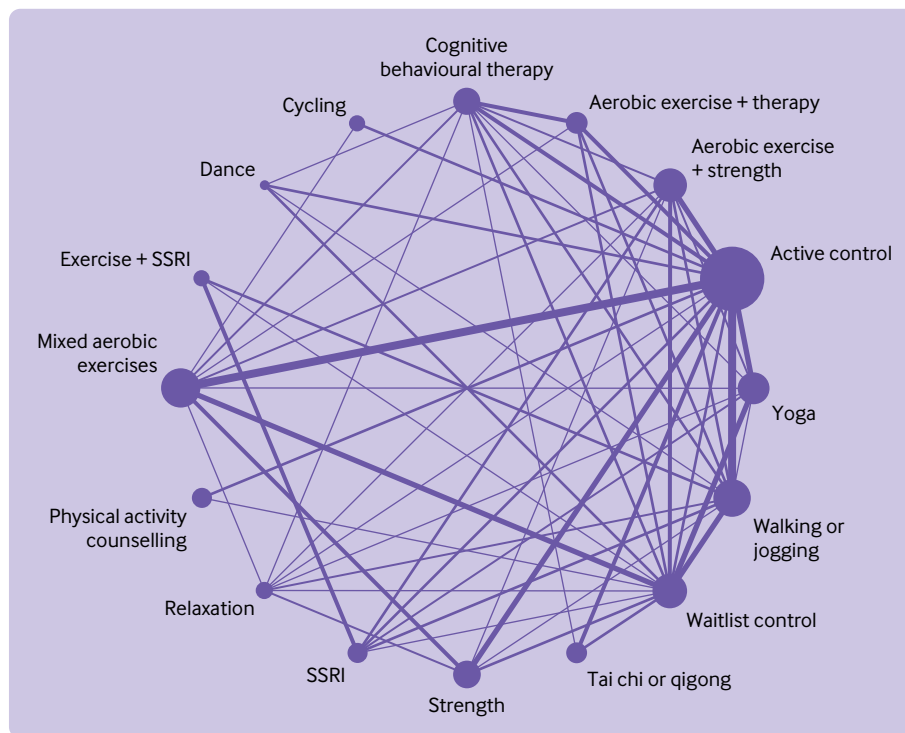 Cognitive
behavioural therapy
Cycling
Aerobic exercise + therapy
Dance
Aerobic exercise
+ strength
Exercise + SSRI
Active control
Mixed aerobic
exercises
Yoga
Physical activity
counselling
Walking or
jogging
Relaxation
Waitlist control
SSRI
Tai chi or qigong
Strength